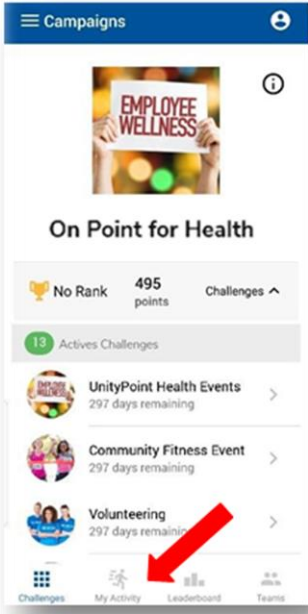 Campaigns
EMPLOYEE
WELLNESS
On Point for Health
No Rank
495
points
Challenges
13 Actives Challenges
UnityPoint Health Events
297 days remaining
Community Fitness Event
297 days remaining
Volunteering
297 days remaining
Challenges
My Activity
Leaderboard
Teams